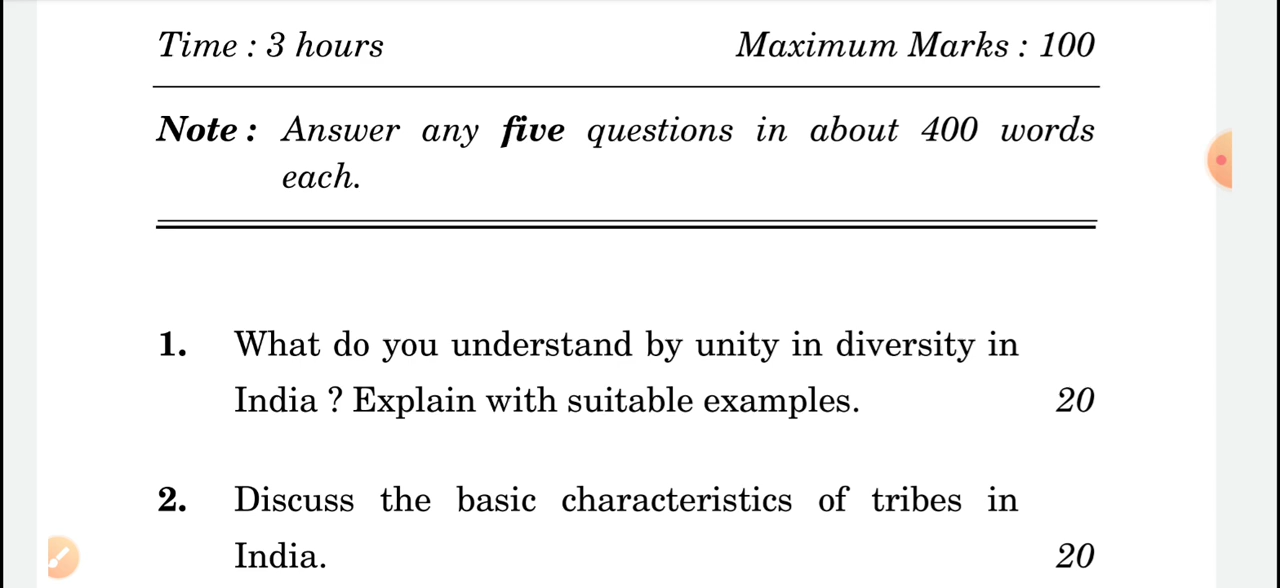 Time : 3 hours Maximum Marks : 100
Note : Answer any five questions in about 400 words
each.
1. What do you understand by unity in diversity in
India ? Explain with suitable examples. 20
2. Discuss the basic characteristics of tribes in
India. 20